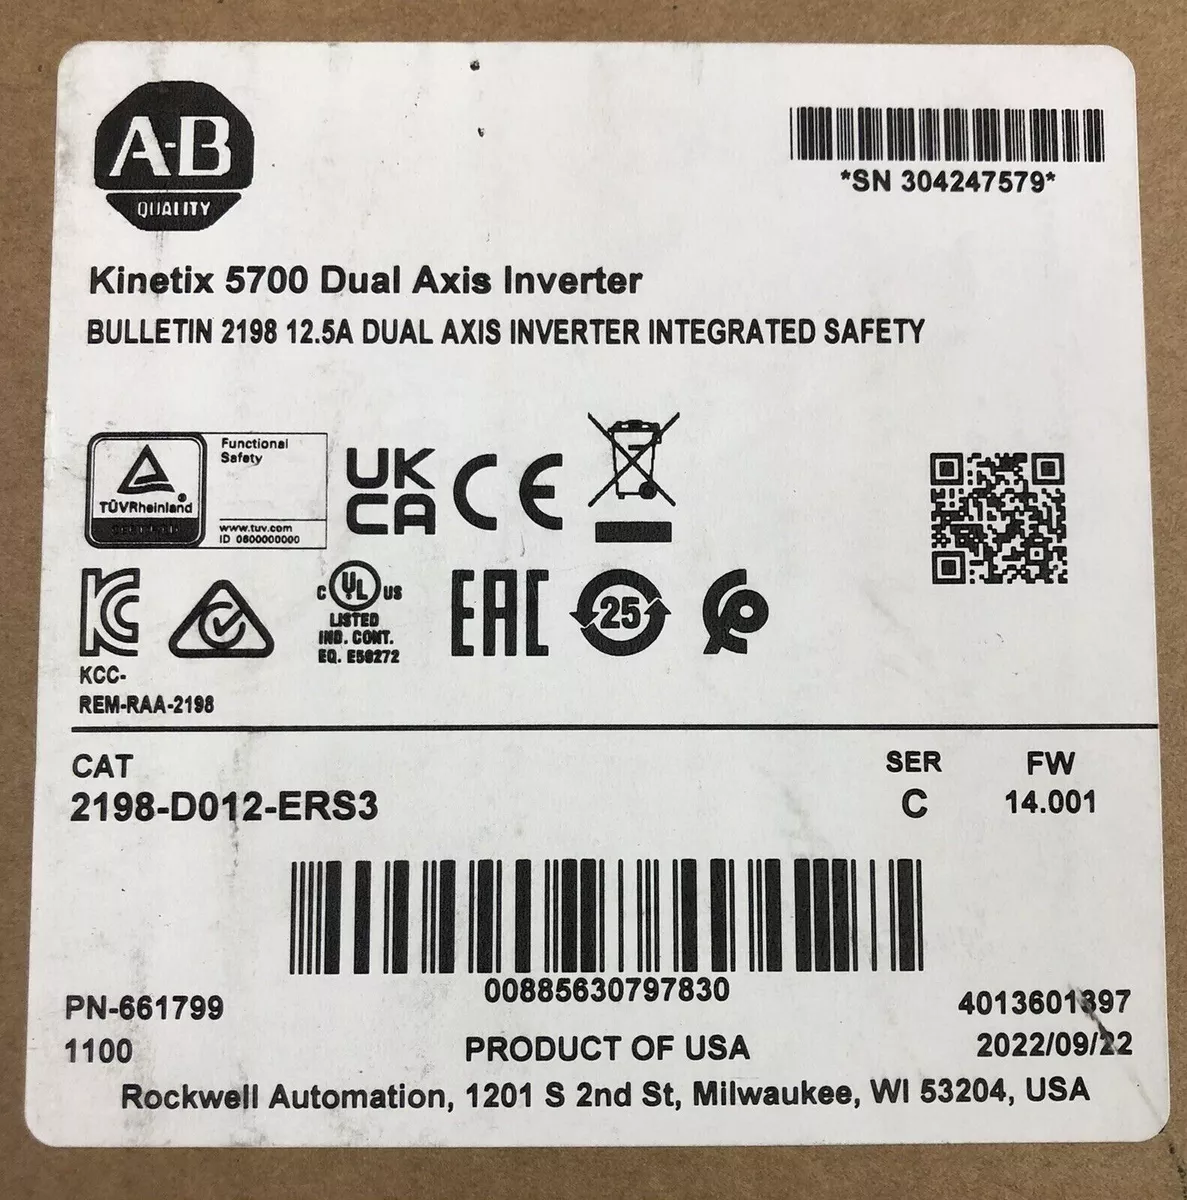 A-B
QUALITY
*SN 304247579*
Kinetix 5700 Dual Axis Inverter
BULLETIN 2198 12.5A DUAL AXIS INVERTER INTEGRATED SAFETY
Functional
Safety
TÜVRheinland®
www.tuv.com
ID 0600000000
UK
CA
CE
KC
C UL US
LISTED
IND. CONT.
EQ. E56272
EAC
25
KCC-
REM-RAA-2198
CAT
2198-D012-ERS3
SER
C
FW
14.001
00885630797830
PN-661799
1100
PRODUCT OF USA
4013601397
2022/09/22
Rockwell Automation, 1201 S 2nd St, Milwaukee, WI 53204, USA